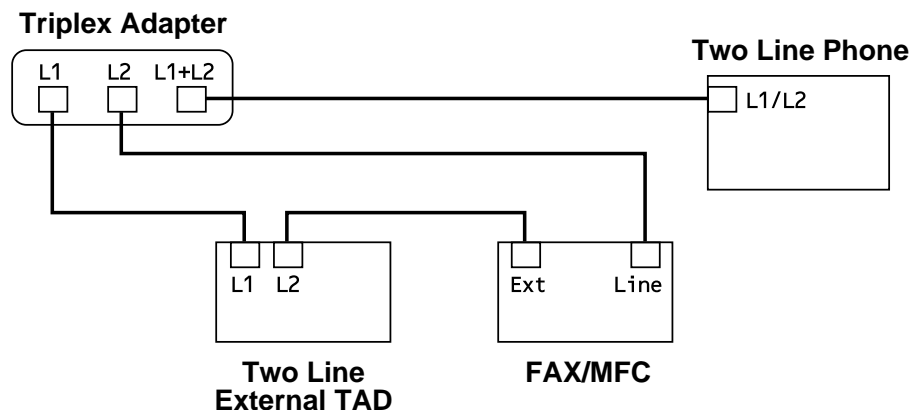 Triplex Adapter
L1 L2 L1+L2
Two Line Phone
L1/L2
L1 L2
Ext Line
Two Line
External TAD
FAX/MFC